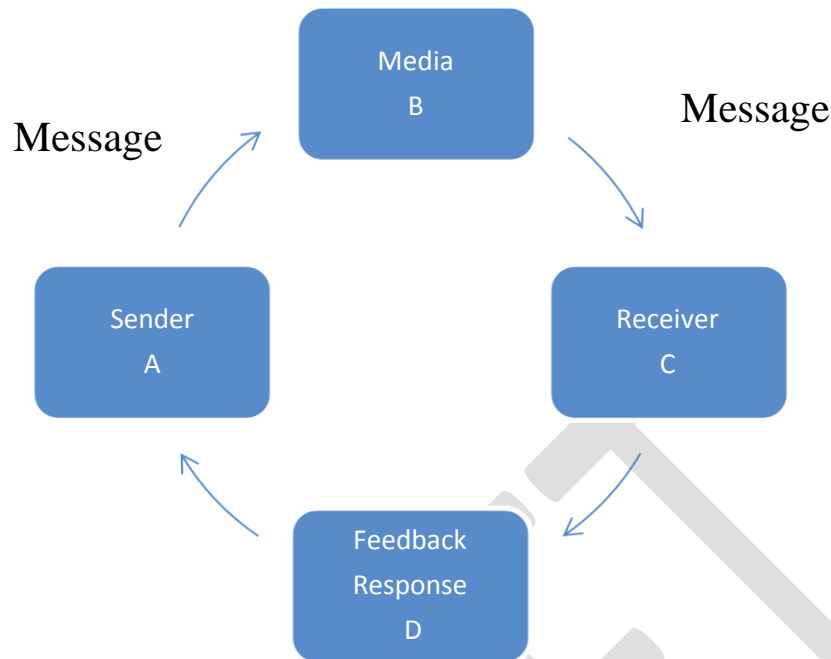 Media
B
Message
Message
Sender
A
Receiver
C
Feedback
Response
D